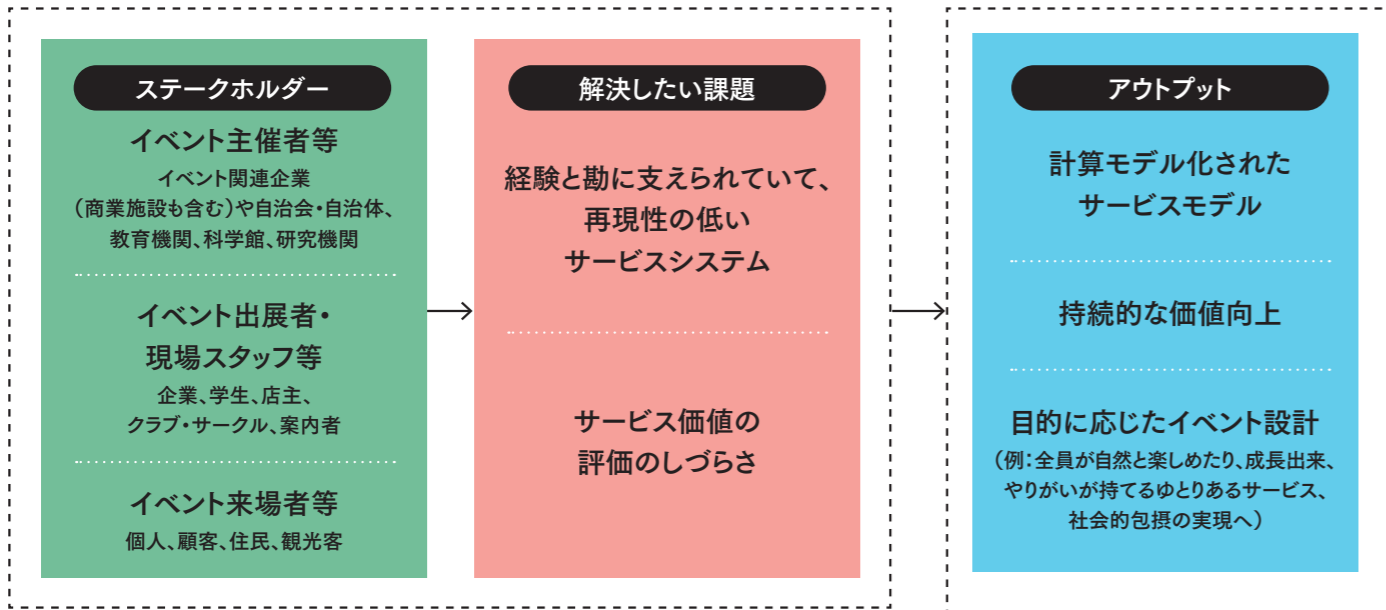 ステークホルダー
イベント主催者等
イベント関連企業
（商業施設も含む）や自治会・自治体、
教育機関、科学館、研究機関
イベント出展者・
現場スタッフ等
企業、学生、店主、
クラブ・サークル、案内者
イベント来場者等
個人、顧客、住民、観光客
解決したい課題
経験と勘に支えられていて、
再現性の低い
サービスシステム
サービス価値の
評価のしづらさ
アウトプット
計算モデル化された
サービスモデル
持続的な価値向上
目的に応じたイベント設計
（例：全員が自然と楽しめたり、成長出来、
やりがいが持てるゆとりあるサービス、
社会的包摂の実現へ）